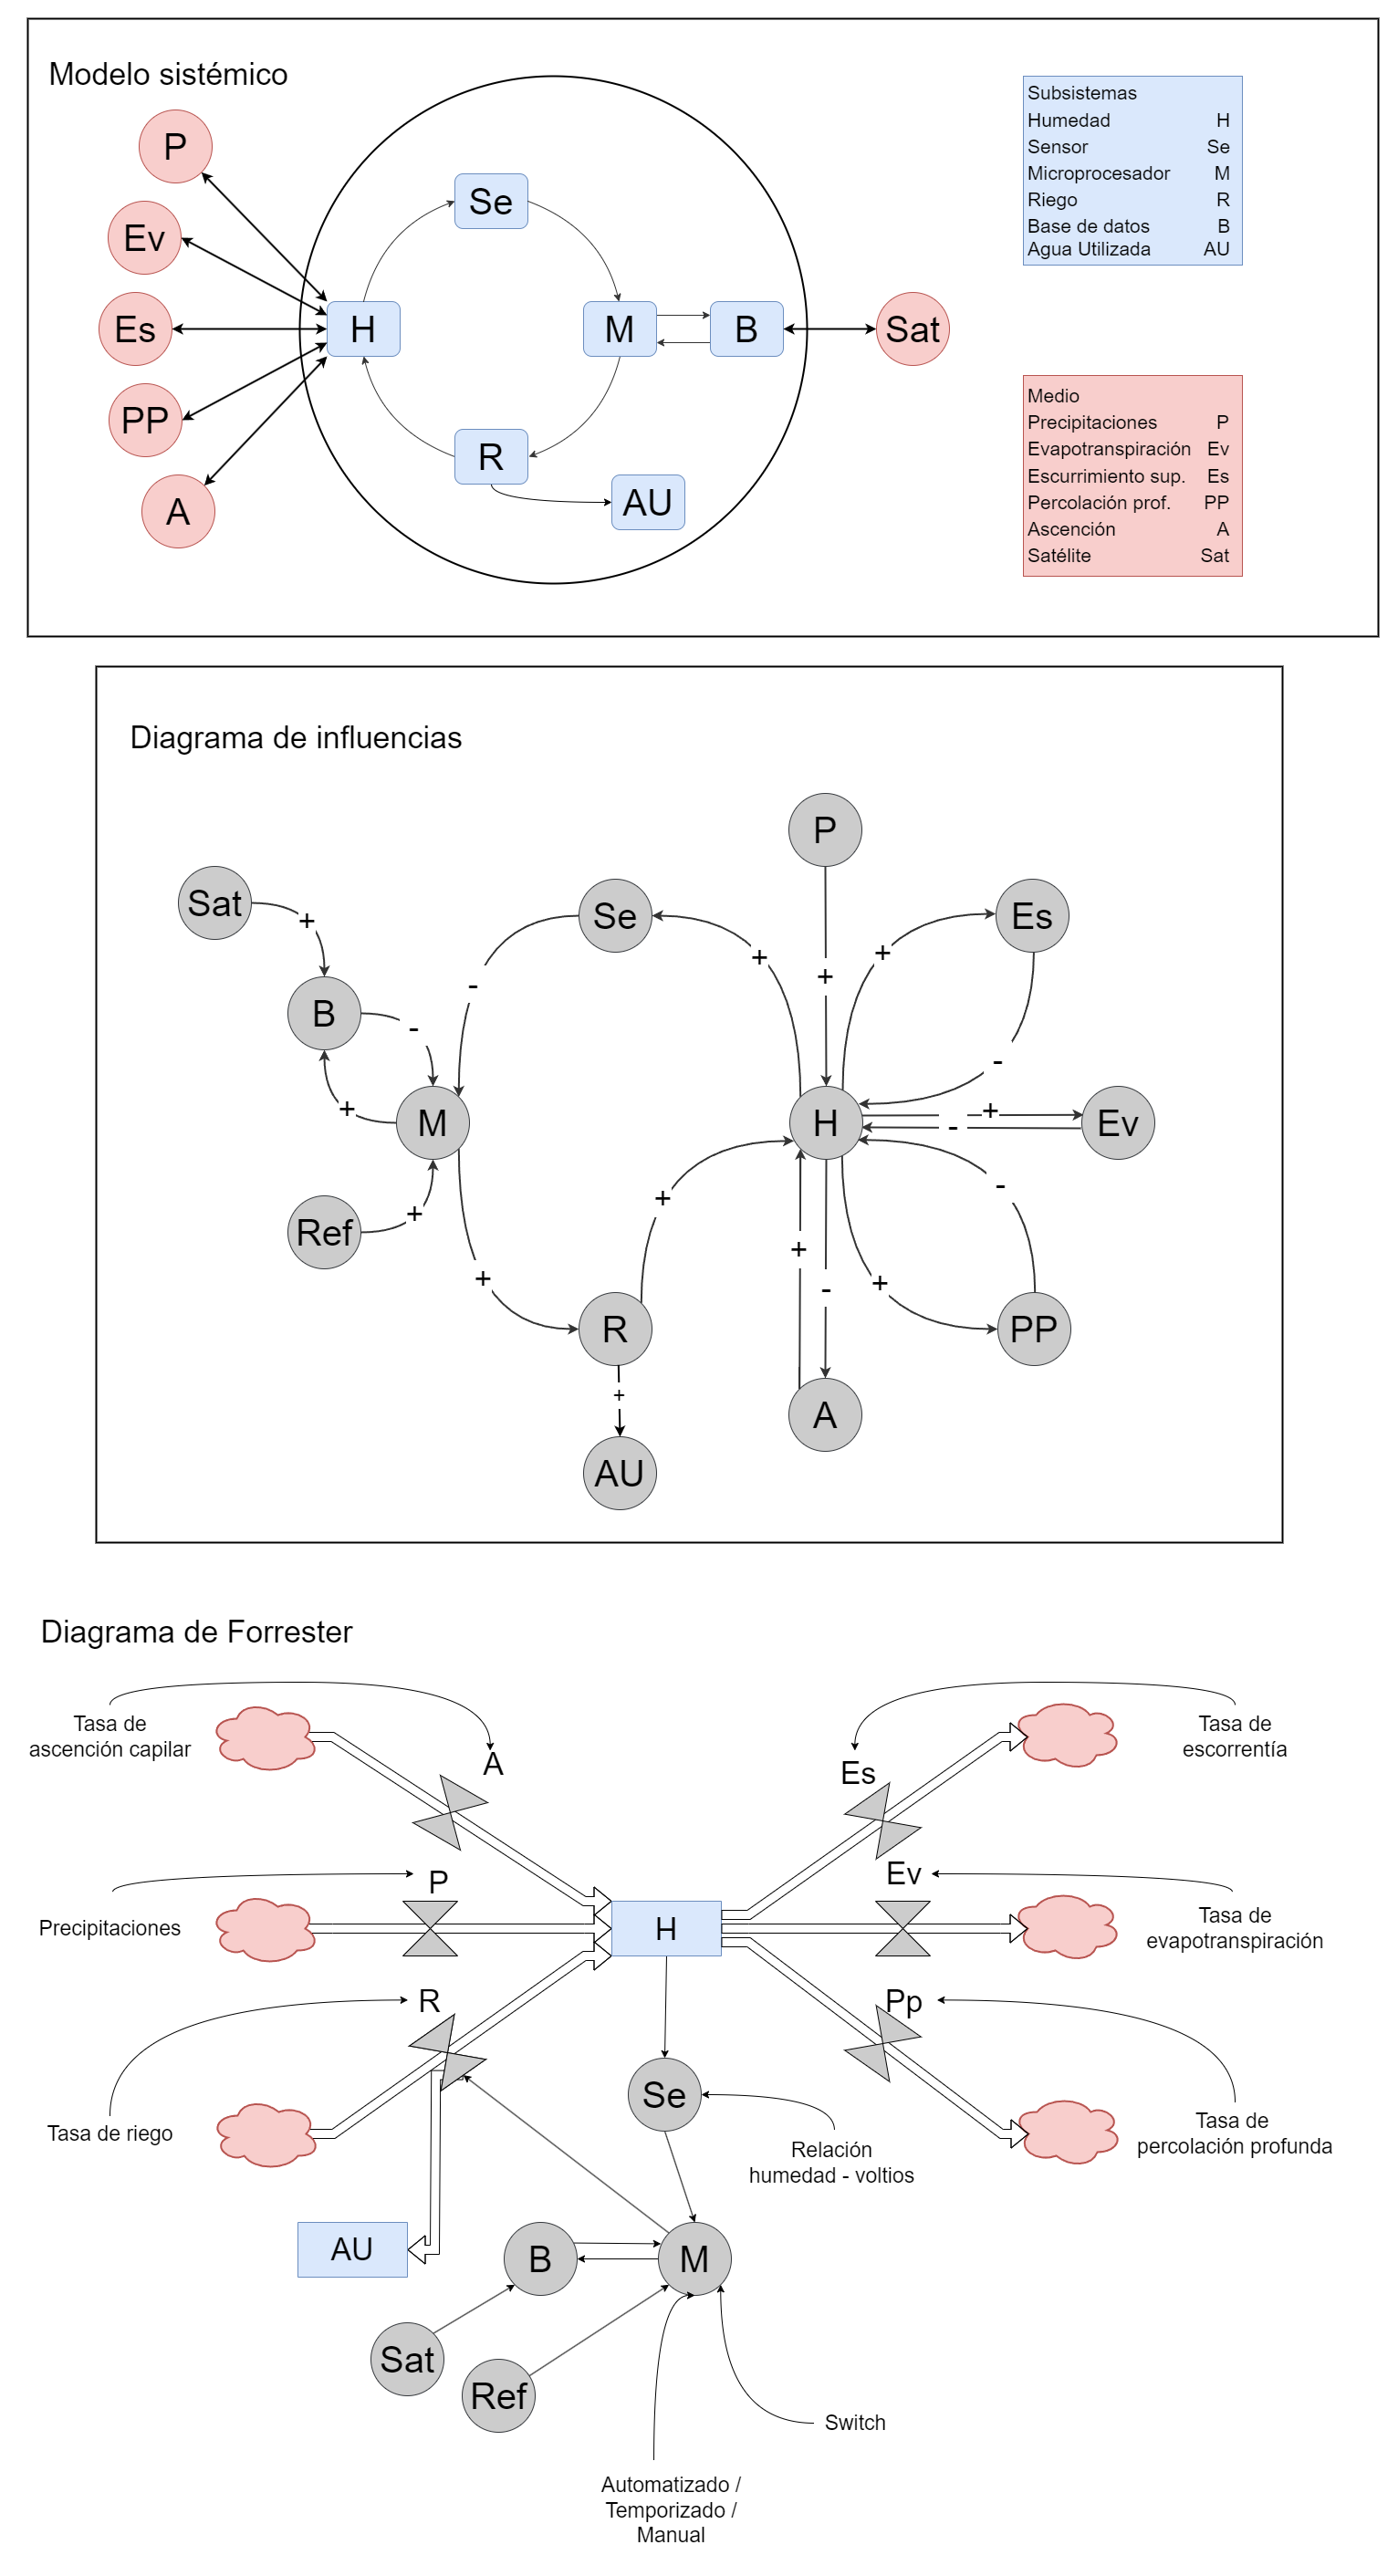 Modelo sistémico
P
Ev
Es
PP
A
H
Se
M
B
R
AU
Sat
Subsistemas
Humedad H
Sensor Se
Microprocesador M
Riego R
Base de datos B
Agua Utilizada AU
Medio
Precipitaciones P
Evapotranspiración Ev
Escurrimiento sup. Es
Percolación prof. PP
Ascención A
Satélite Sat
Diagrama de influencias
P
Sat
Se
Es
+
+
-
+
+
B
-
-
M
+
H
+
-
Ev
Ref
+
+
+
-
+
-
+
R
PP
+
A
AU
Diagrama de Forrester
Tasa de
ascención capilar
A
Es
Tasa de
escorrentía
Precipitaciones
P
H
Ev
Tasa de
evapotranspiración
R
Pp
Tasa de riego
Se
Relación
humedad - voltios
Tasa de
percolación profunda
AU
B
M
Sat
Ref
Switch
Automatizado /
Temporizado /
Manual